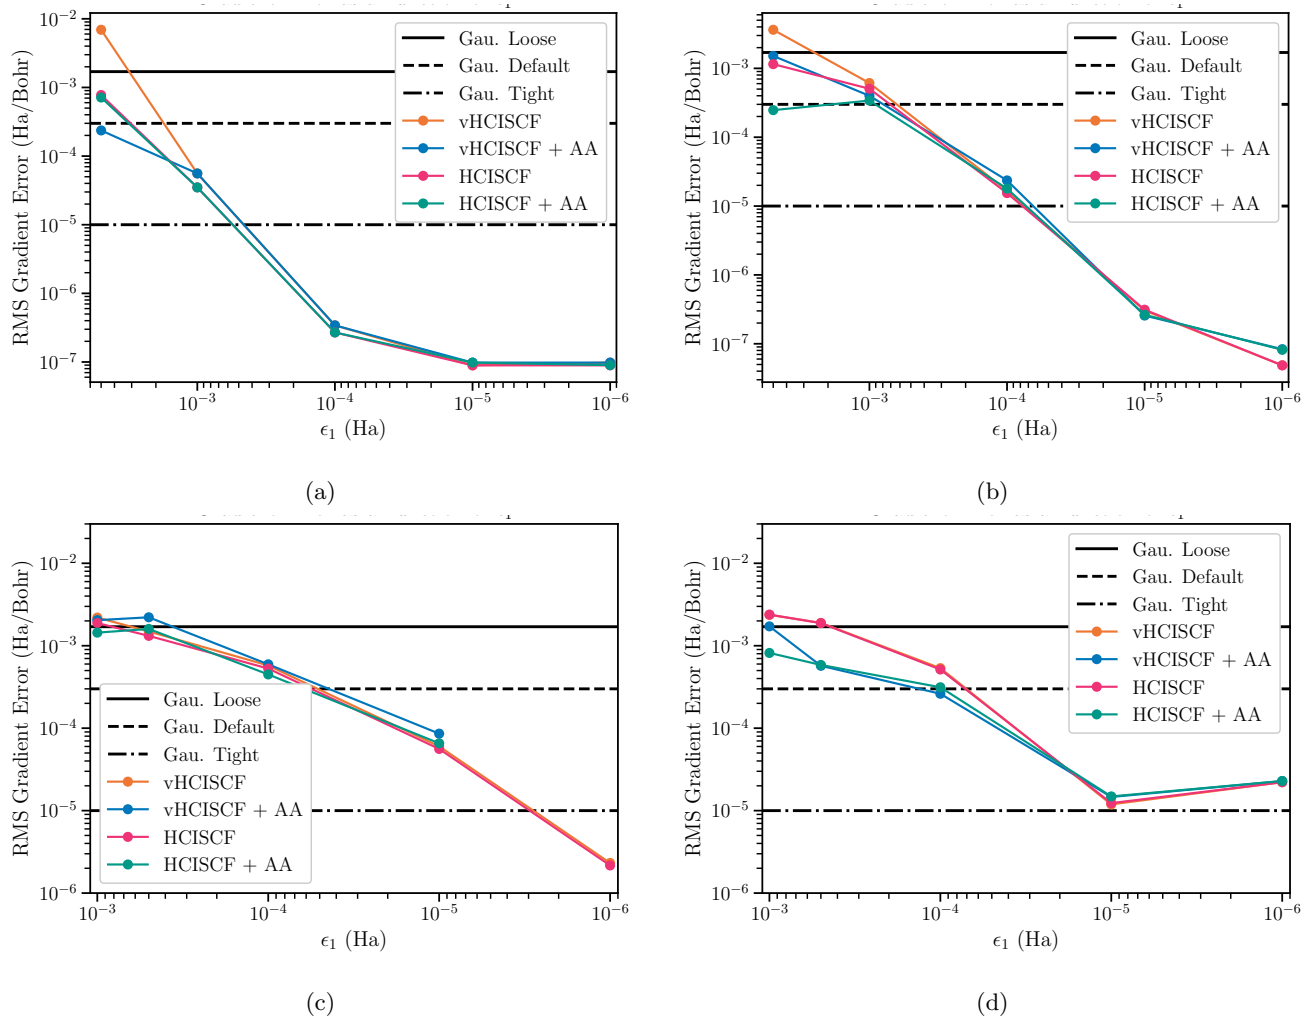 10⁻²
10⁻³
10⁻⁴
10⁻⁵
10⁻⁶
10⁻⁷
RMS Gradient Error (Ha/Bohr)
Gau. Loose
Gau. Default
Gau. Tight
vHCISCF
vHCISCF + AA
HCISCF
HCISCF + AA
10⁻³ 10⁻⁴ 10⁻⁵ 10⁻⁶
ϵ₁ (Ha)
(a)
10⁻³
10⁻⁴
10⁻⁵
10⁻⁶
10⁻⁷
RMS Gradient Error (Ha/Bohr)
Gau. Loose
Gau. Default
Gau. Tight
vHCISCF
vHCISCF + AA
HCISCF
HCISCF + AA
10⁻³ 10⁻⁴ 10⁻⁵ 10⁻⁶
ϵ₁ (Ha)
(b)
10⁻²
10⁻³
10⁻⁴
10⁻⁵
10⁻⁶
RMS Gradient Error (Ha/Bohr)
Gau. Loose
Gau. Default
Gau. Tight
vHCISCF
vHCISCF + AA
HCISCF
HCISCF + AA
10⁻³ 10⁻⁴ 10⁻⁵ 10⁻⁶
ϵ₁ (Ha)
(c)
10⁻²
10⁻³
10⁻⁴
10⁻⁵
10⁻⁶
RMS Gradient Error (Ha/Bohr)
Gau. Loose
Gau. Default
Gau. Tight
vHCISCF
vHCISCF + AA
HCISCF
HCISCF + AA
10⁻³ 10⁻⁴ 10⁻⁵ 10⁻⁶
ϵ₁ (Ha)
(d)